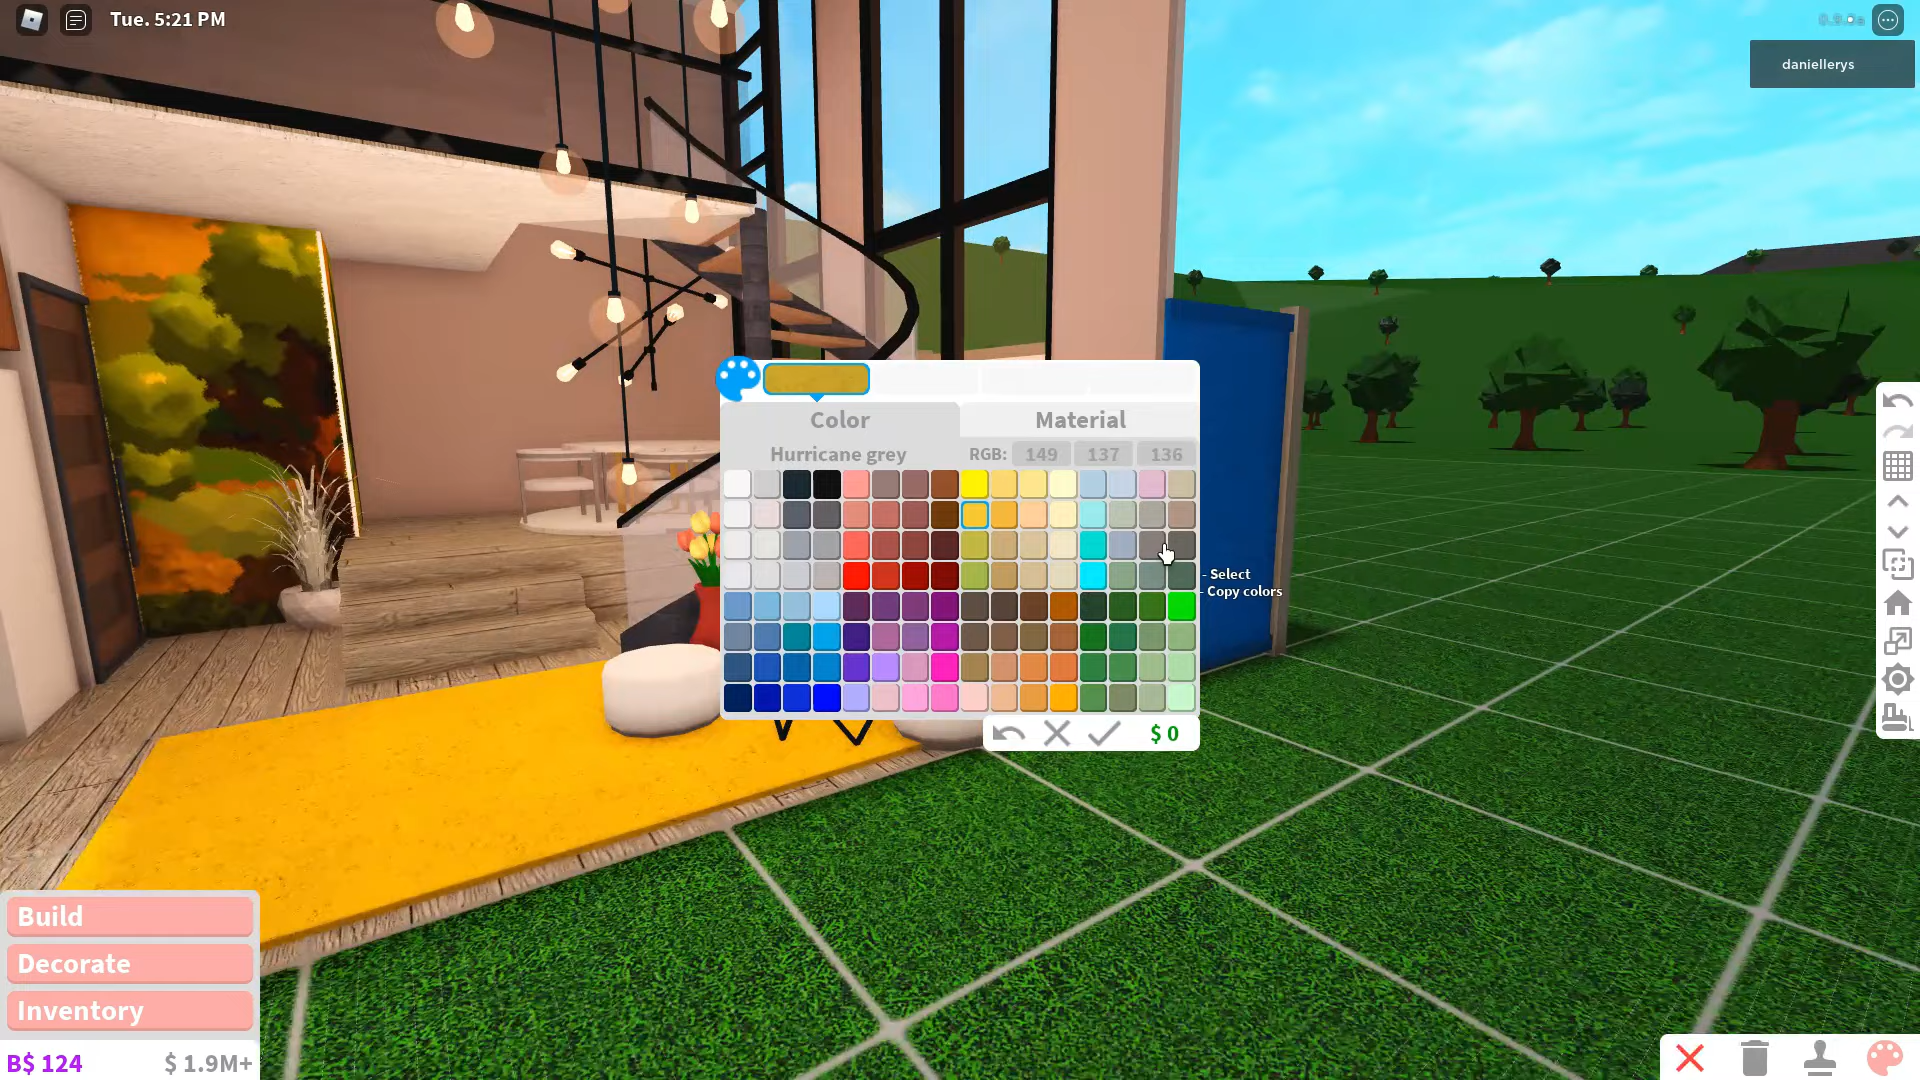 Tue. 5:21 PM
daniellerys
Color
Material
Hurricane grey
RGB: 149 137 136
- Select
- Copy colors
$ 0
Build
Decorate
Inventory
B$ 124
$ 1.9M+